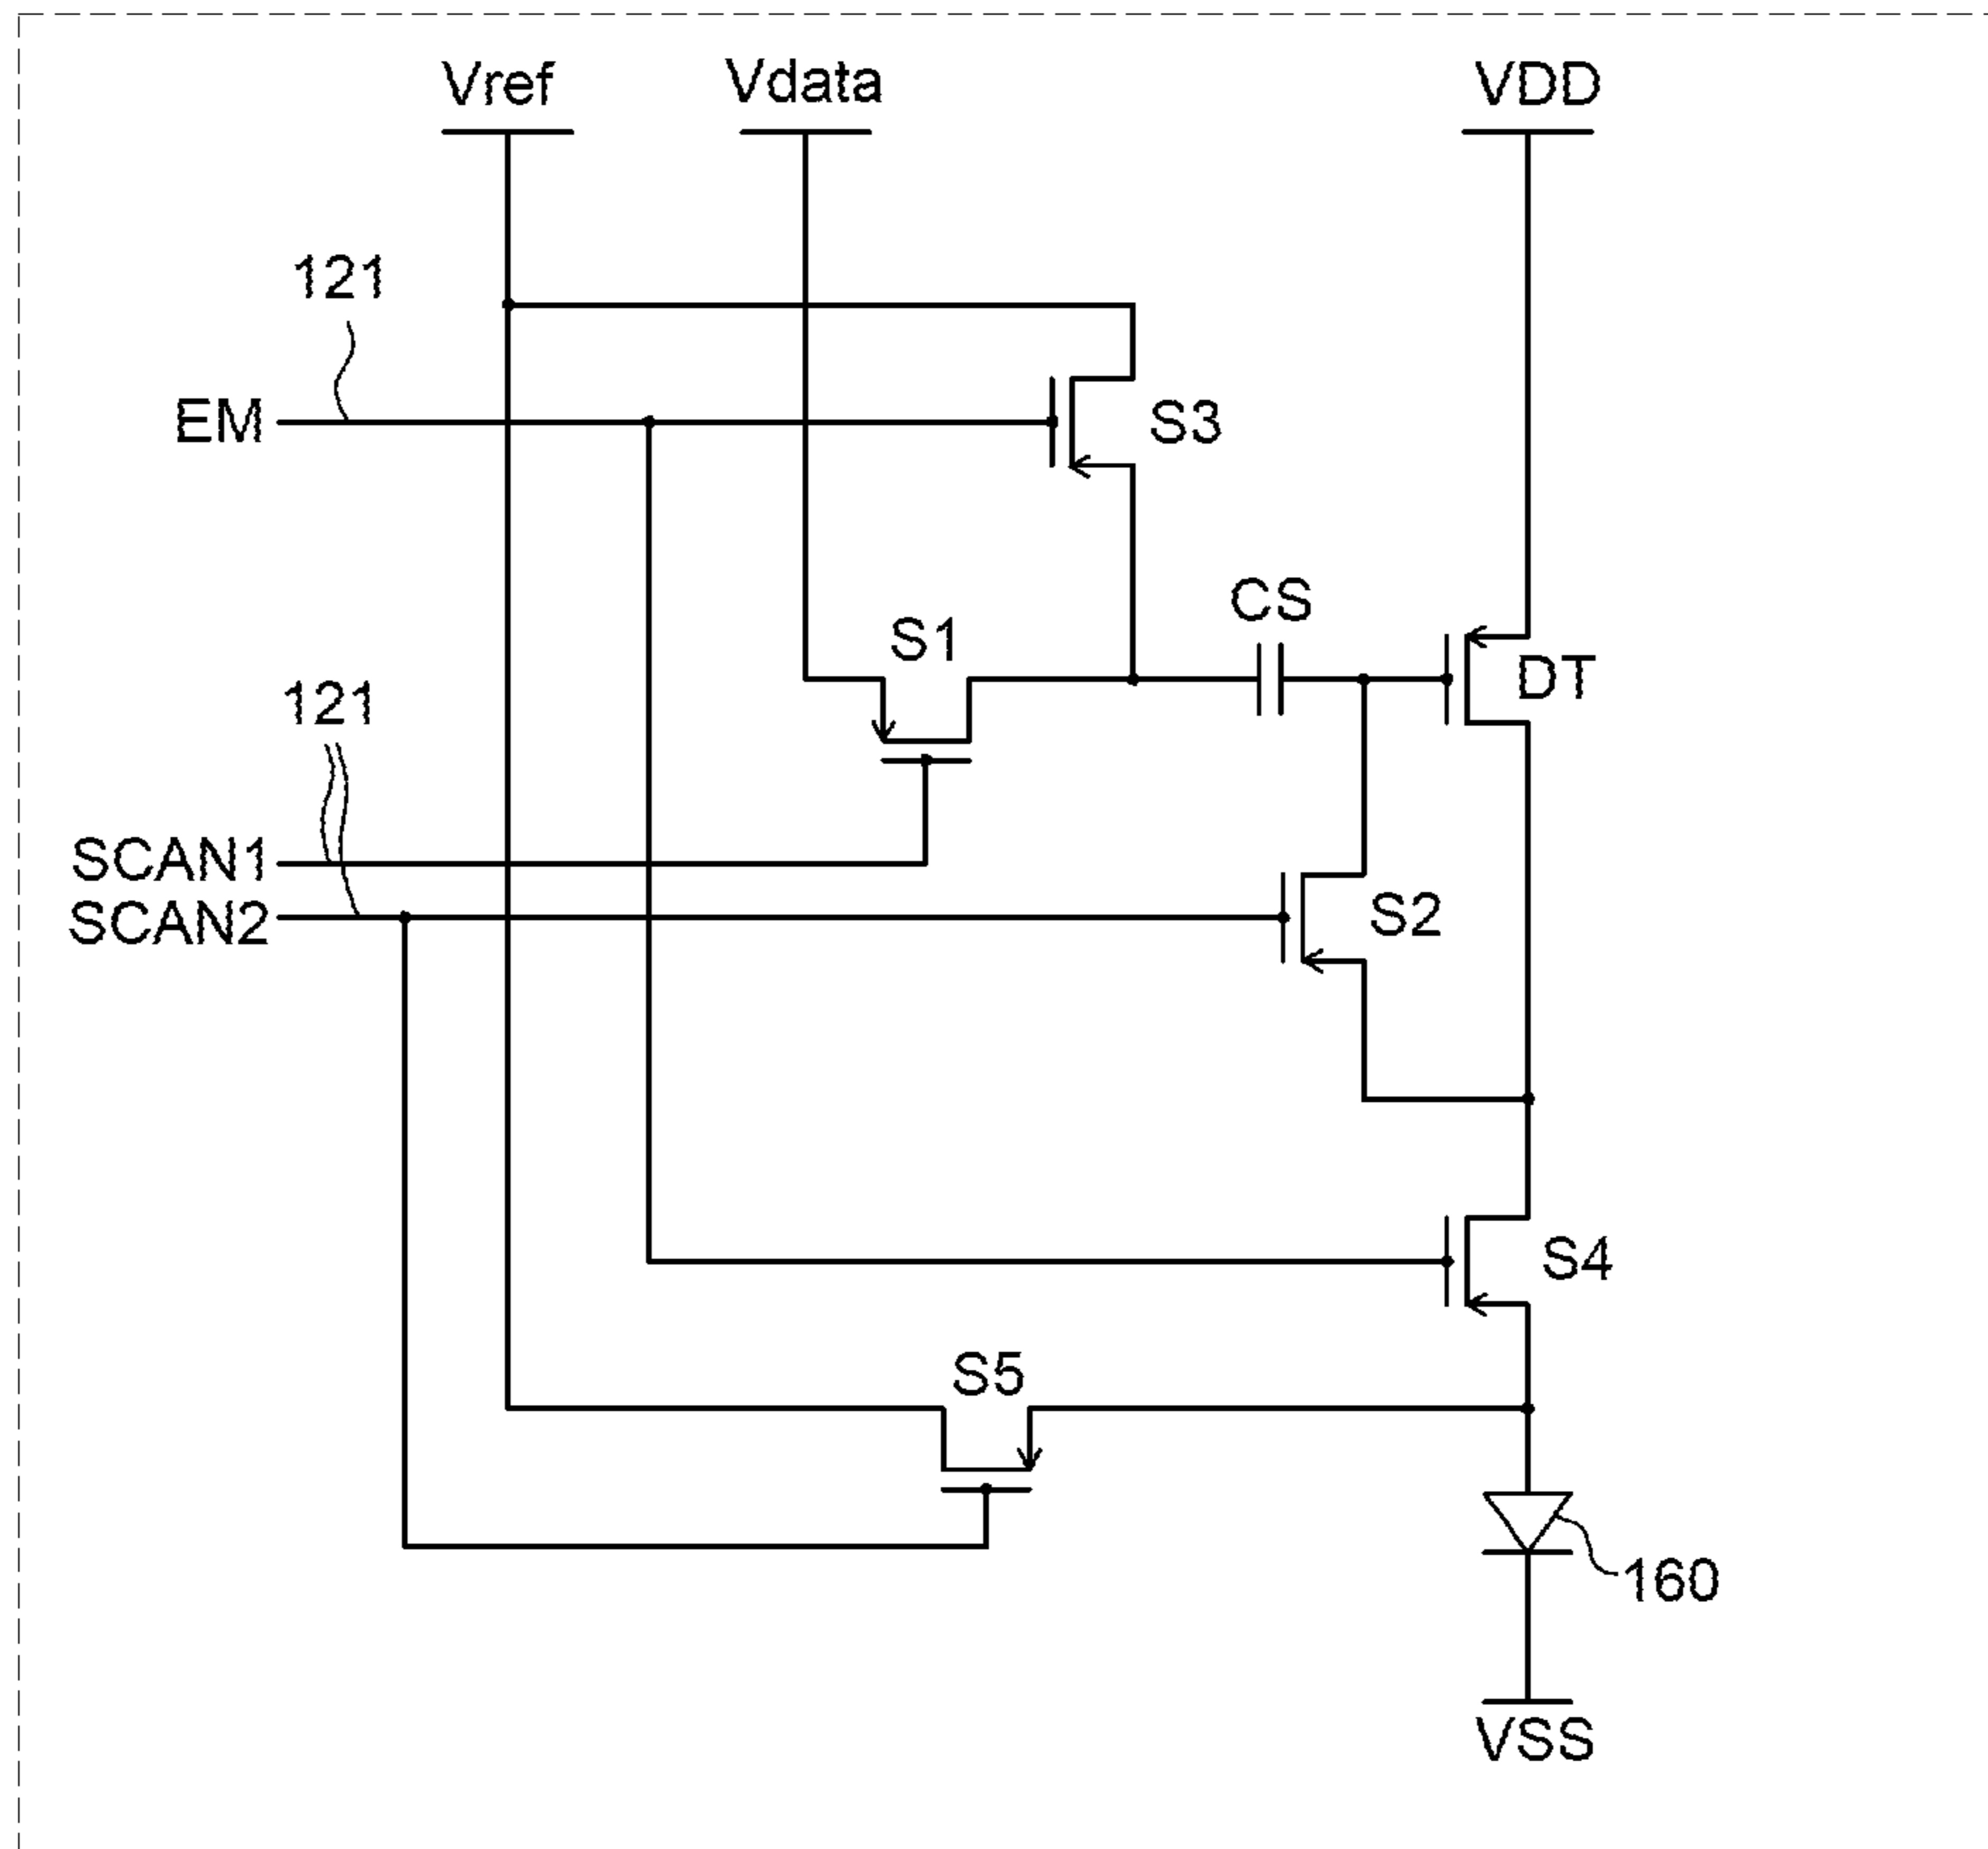 Vref
Vdata
VDD
121
EM
S3
CS
S1
DT
121
SCAN1
SCAN2
S2
S4
S5
160
VSS